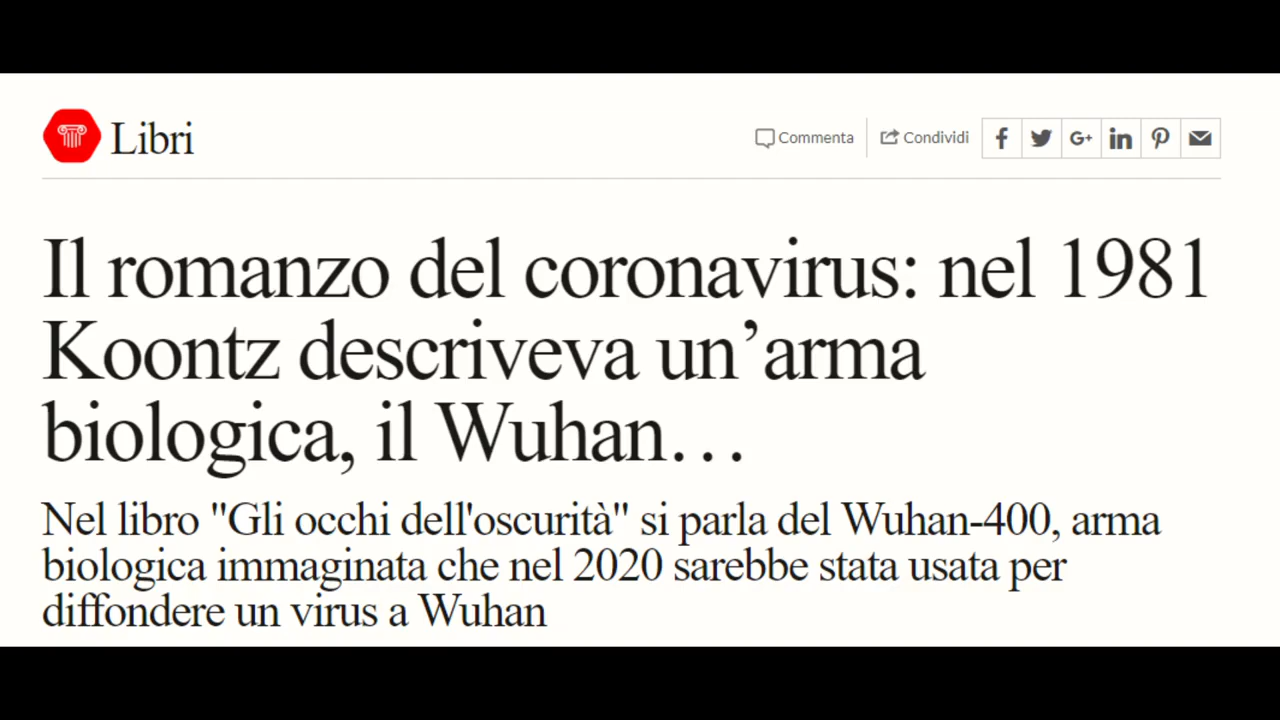 Libri
Commenta
Condividi
G+
Il romanzo del coronavirus: nel 1981
Koontz descriveva un’arma
biologica, il Wuhan…
Nel libro "Gli occhi dell'oscurità" si parla del Wuhan-400, arma
biologica immaginata che nel 2020 sarebbe stata usata per
diffondere un virus a Wuhan